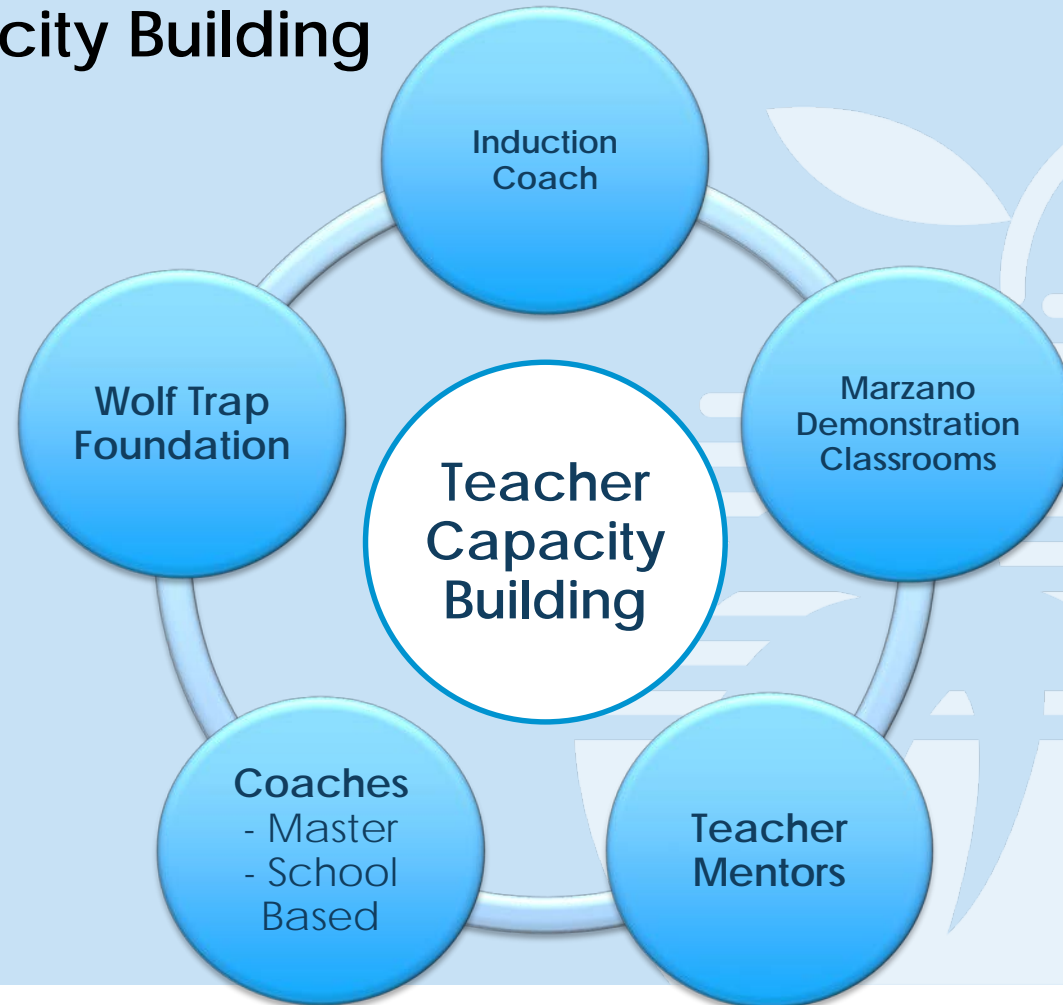 city Building
Induction
Coach
Marzano
Demonstration
Classrooms
Teacher
Mentors
Coaches
- Master
- School
Based
Wolf Trap
Foundation
Teacher
Capacity
Building